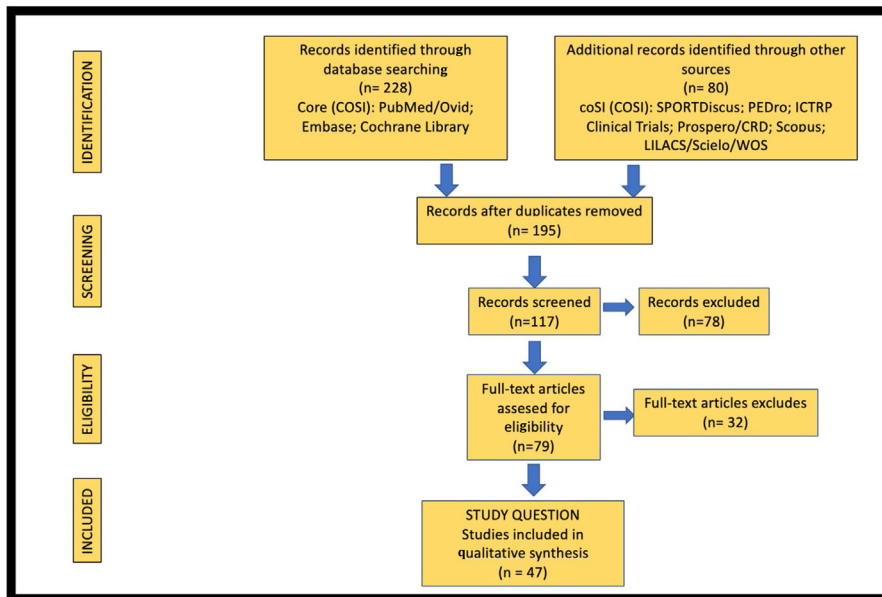 IDENTIFICATION
Records identified through
database searching
(n= 228)
Core (COSI): PubMed/Ovid;
Embase; Cochrane Library
Additional records identified through other
sources
(n= 80)
coSI (COSI): SPORTDiscus; PEDro; ICTRP
Clinical Trials; Prospero/CRD; Scopus;
LILACS/Scielo/WOS
SCREENING
Records after duplicates removed
(n= 195)
Records screened
(n=117)
Records excluded
(n=78)
ELIGIBILITY
Full-text articles
assesed for
eligibility
(n=79)
Full-text articles excludes
(n= 32)
INCLUDED
STUDY QUESTION
Studies included in
qualitative synthesis
(n = 47)